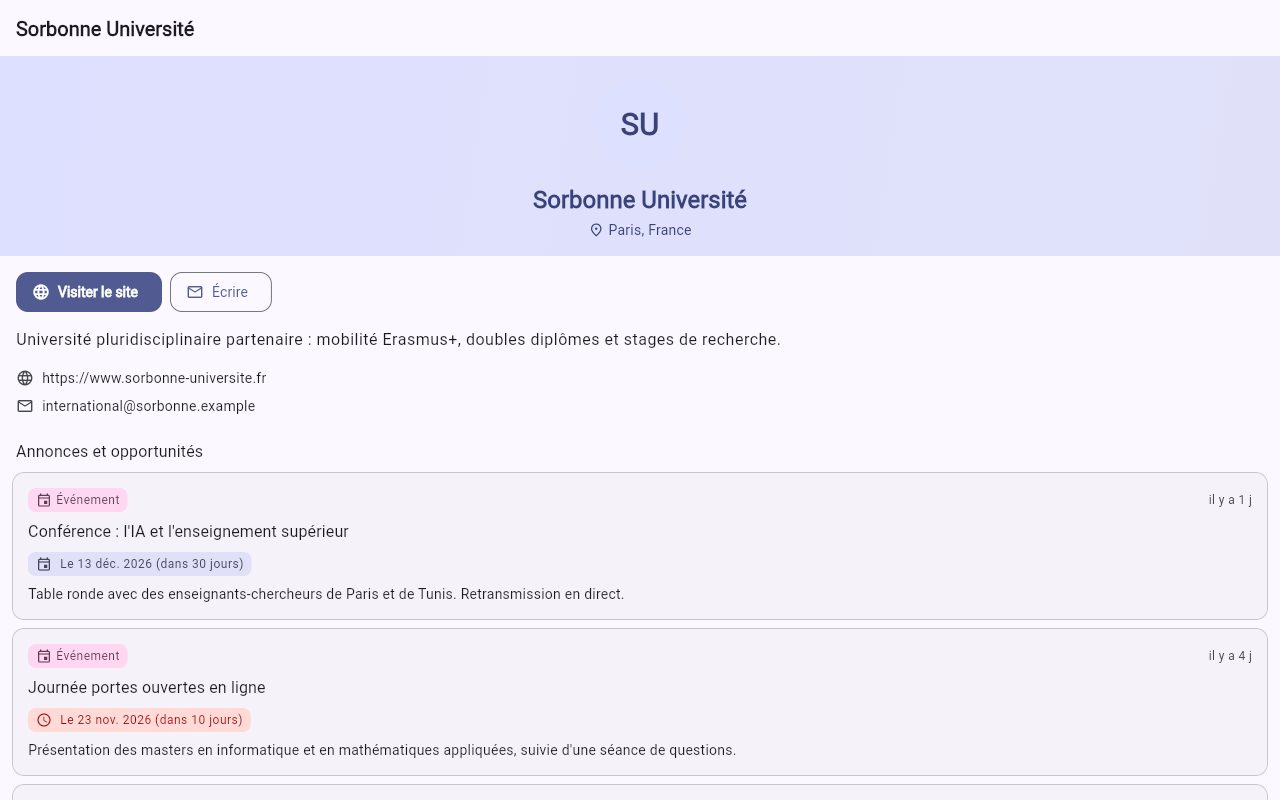 Sorbonne Université
SU
Sorbonne Université
Paris, France
Visiter le site
Écrire
Université pluridisciplinaire partenaire : mobilité Erasmus+, doubles diplômes et stages de recherche.
https://www.sorbonne-universite.fr
international@sorbonne.example
Annonces et opportunités
Événement
il y a 1 j
Conférence : l'IA et l'enseignement supérieur
Le 13 déc. 2026 (dans 30 jours)
Table ronde avec des enseignants-chercheurs de Paris et de Tunis. Retransmission en direct.
Événement
il y a 4 j
Journée portes ouvertes en ligne
Le 23 nov. 2026 (dans 10 jours)
Présentation des masters en informatique et en mathématiques appliquées, suivie d'une séance de questions.